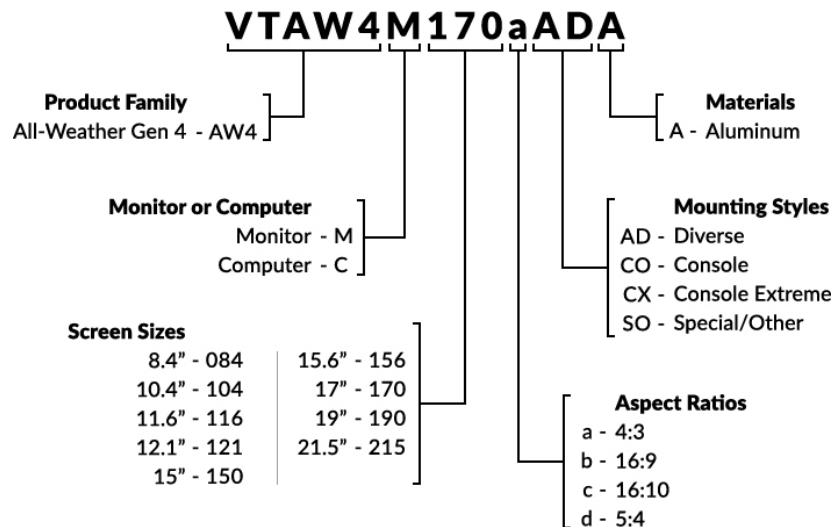 VTAW4M170aADA
Product Family
All-Weather Gen 4 - AW4
Materials
A - Aluminum
Monitor or Computer
Monitor - M
Computer - C
Mounting Styles
AD - Diverse
CO - Console
CX - Console Extreme
SO - Special/Other
Screen Sizes
8.4” - 084
10.4” - 104
11.6” - 116
12.1” - 121
15” - 150
15.6” - 156
17” - 170
19” - 190
21.5” - 215
Aspect Ratios
a - 4:3
b - 16:9
c - 16:10
d - 5:4